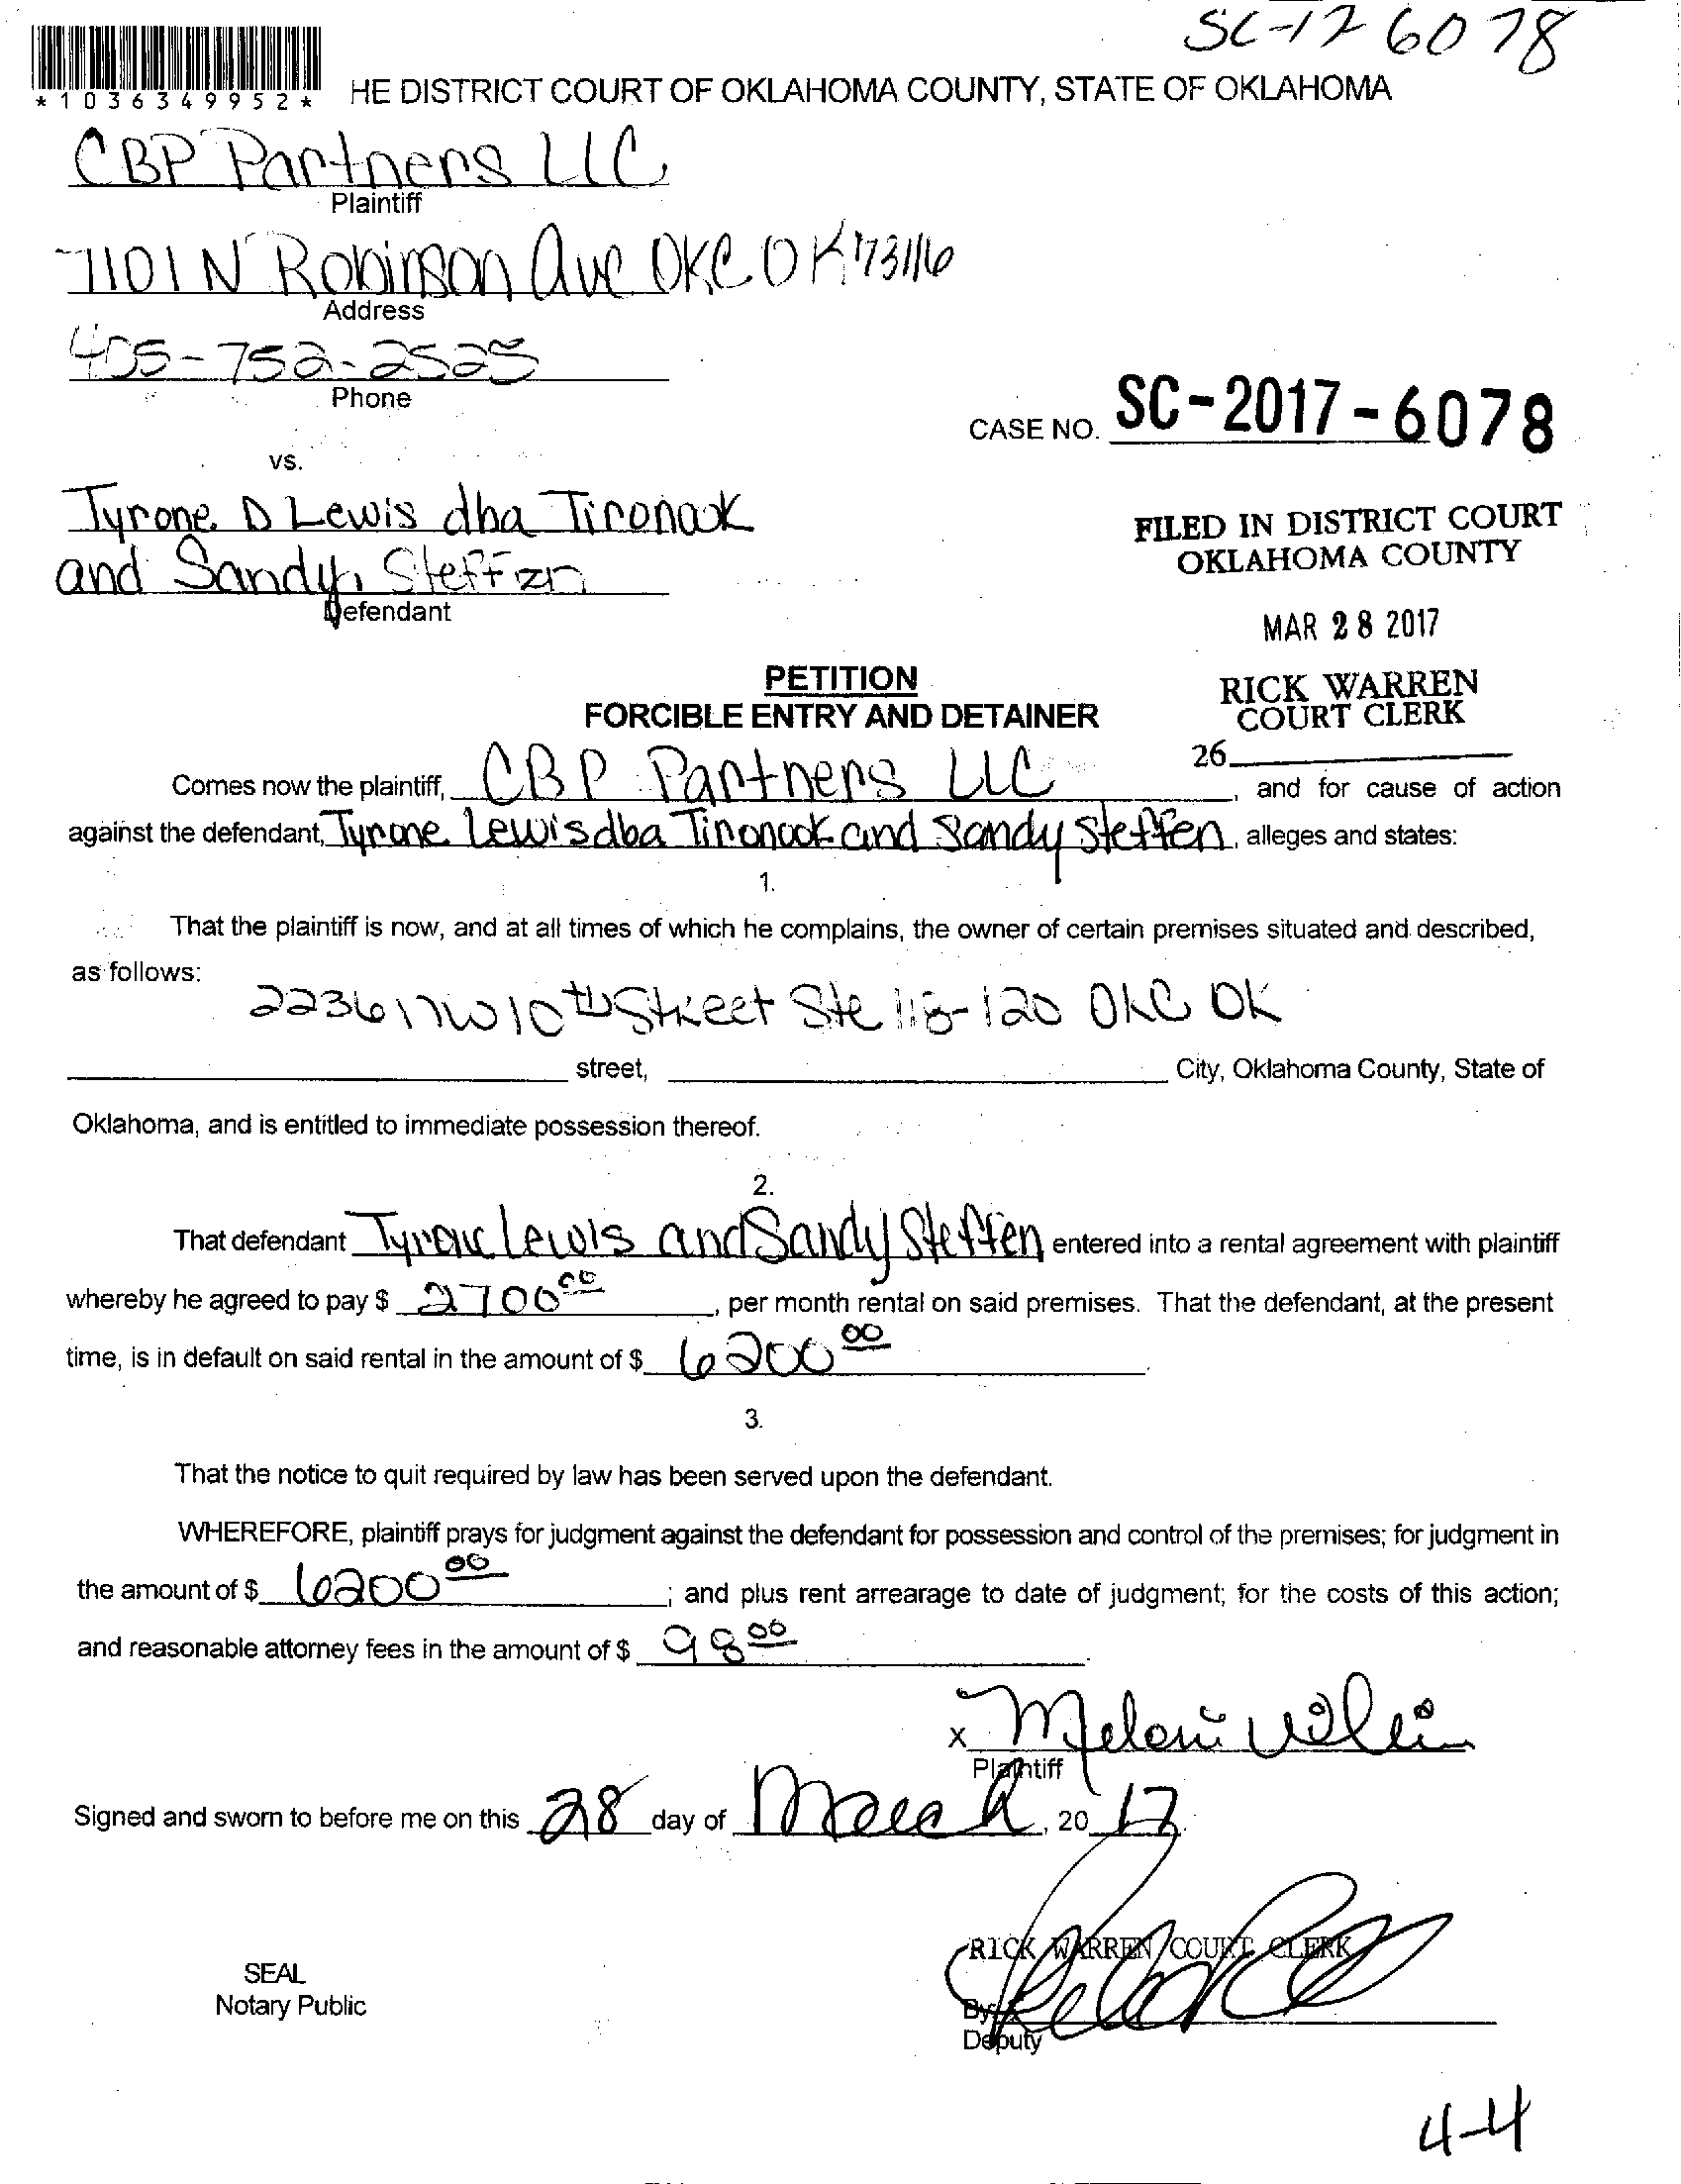 SC-17 6078
*1036349952*
HE DISTRICT COURT OF OKLAHOMA COUNTY, STATE OF OKLAHOMA
CBP Partners LLC
Plaintiff
7101 N Robinson Ave OKC OK 73116
Address
405-752-2525
Phone
CASE NO. SC-2017-6078
vs.
Tyrone D Lewis dba Tironook
and Sandy Steffen
Defendant
FILED IN DISTRICT COURT
OKLAHOMA COUNTY
MAR 28 2017
RICK WARREN
COURT CLERK
26
PETITION
FORCIBLE ENTRY AND DETAINER
Comes now the plaintiff, CBP Partners LLC, and for cause of action
against the defendant, Tyrone Lewis dba Tironook and Sandy Steffen, alleges and states:
1.
That the plaintiff is now, and at all times of which he complains, the owner of certain premises situated and described,
as follows:
2236 NW 10th Street Ste 118-120 OKC OK
street, City, Oklahoma County, State of
Oklahoma, and is entitled to immediate possession thereof.
2.
That defendant Tyrone Lewis and Sandy Steffen entered into a rental agreement with plaintiff
whereby he agreed to pay $ 2700 00, per month rental on said premises. That the defendant, at the present
time, is in default on said rental in the amount of $ 6200 00.
3.
That the notice to quit required by law has been served upon the defendant.
WHEREFORE, plaintiff prays for judgment against the defendant for possession and control of the premises; for judgment in
the amount of $ 6200 00; and plus rent arrearage to date of judgment; for the costs of this action;
and reasonable attorney fees in the amount of $ 98 00.
x
Plaintiff
Signed and sworn to before me on this 28 day of March, 20 17.
RICK WARREN COURT CLERK
SEAL
Notary Public
By
Deputy
4-4